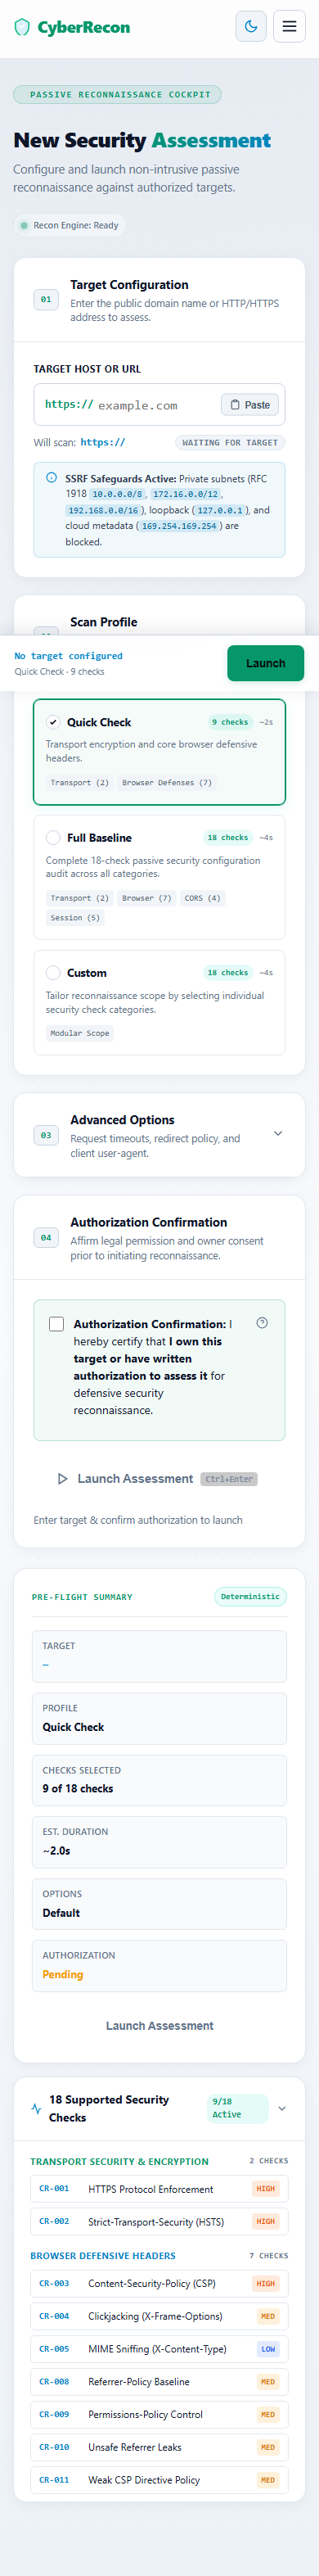 CyberRecon
PASSIVE RECONNAISSANCE COCKPIT
New Security Assessment
Configure and launch non-intrusive passive
reconnaissance against authorized targets.
Recon Engine: Ready
01
Target Configuration
Enter the public domain name or HTTP/HTTPS
address to assess.
TARGET HOST OR URL
https:// example.com
Paste
Will scan: https://
WAITING FOR TARGET
SSRF Safeguards Active: Private subnets (RFC
1918 10.0.0.0/8, 172.16.0.0/12,
192.168.0.0/16), loopback (127.0.0.1), and
cloud metadata (169.254.169.254) are
blocked.
Scan Profile
No target configured
Quick Check · 9 checks
Launch
Quick Check
9 checks ~2s
Transport encryption and core browser defensive
headers.
Transport (2) Browser Defenses (7)
Full Baseline
18 checks ~4s
Complete 18-check passive security configuration
audit across all categories.
Transport (2) Browser (7) CORS (4)
Session (5)
Custom
18 checks ~4s
Tailor reconnaissance scope by selecting individual
security check categories.
Modular Scope
03
Advanced Options
Request timeouts, redirect policy, and
client user-agent.
04
Authorization Confirmation
Affirm legal permission and owner consent
prior to initiating reconnaissance.
Authorization Confirmation: I
hereby certify that I own this
target or have written
authorization to assess it for
defensive security
reconnaissance.
Launch Assessment Ctrl+Enter
Enter target & confirm authorization to launch
PRE-FLIGHT SUMMARY
Deterministic
TARGET
—
PROFILE
Quick Check
CHECKS SELECTED
9 of 18 checks
EST. DURATION
~2.0s
OPTIONS
Default
AUTHORIZATION
Pending
Launch Assessment
18 Supported Security
Checks
9/18
Active
TRANSPORT SECURITY & ENCRYPTION 2 CHECKS
CR-001 HTTPS Protocol Enforcement HIGH
CR-002 Strict-Transport-Security (HSTS) HIGH
BROWSER DEFENSIVE HEADERS 7 CHECKS
CR-003 Content-Security-Policy (CSP) HIGH
CR-004 Clickjacking (X-Frame-Options) MED
CR-005 MIME Sniffing (X-Content-Type) LOW
CR-008 Referrer-Policy Baseline MED
CR-009 Permissions-Policy Control MED
CR-010 Unsafe Referrer Leaks MED
CR-011 Weak CSP Directive Policy MED